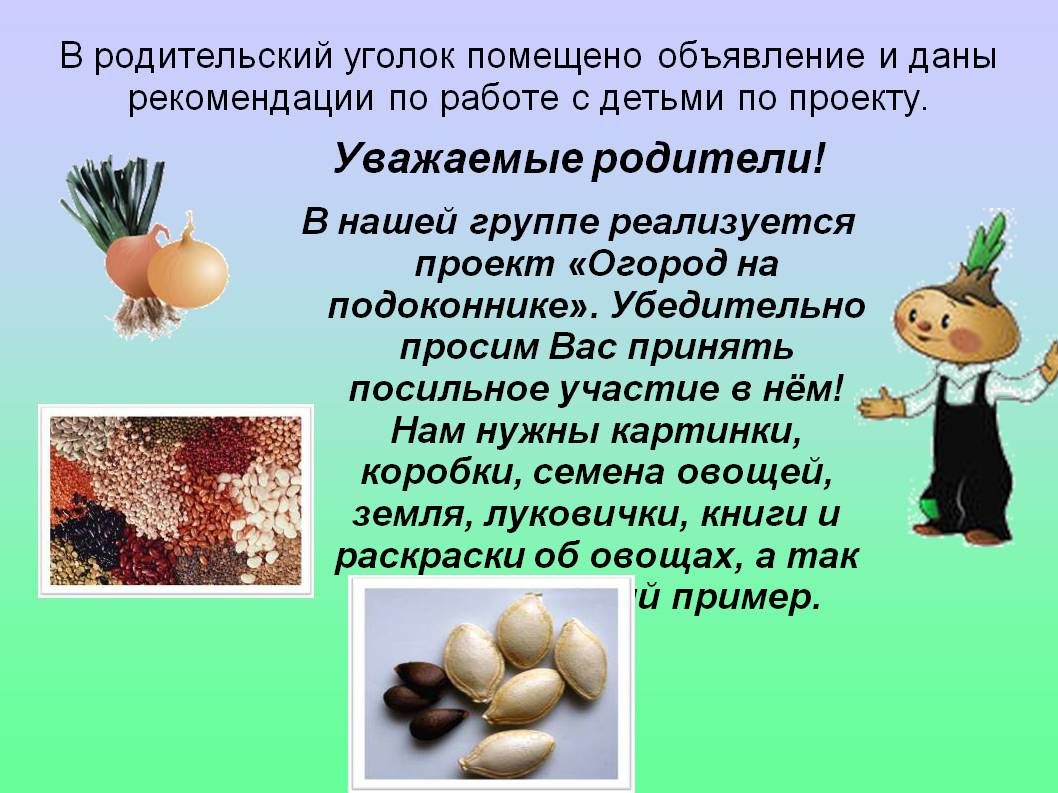 В родительский уголок помещено объявление и даны
рекомендации по работе с детьми по проекту.
Уважаемые родители!
В нашей группе реализуется
проект «Огород на
подоконнике». Убедительно
просим Вас принять
посильное участие в нём!
Нам нужны картинки,
коробки, семена овощей,
земля, луковички, книги и
раскраски об овощах, а так
пример.